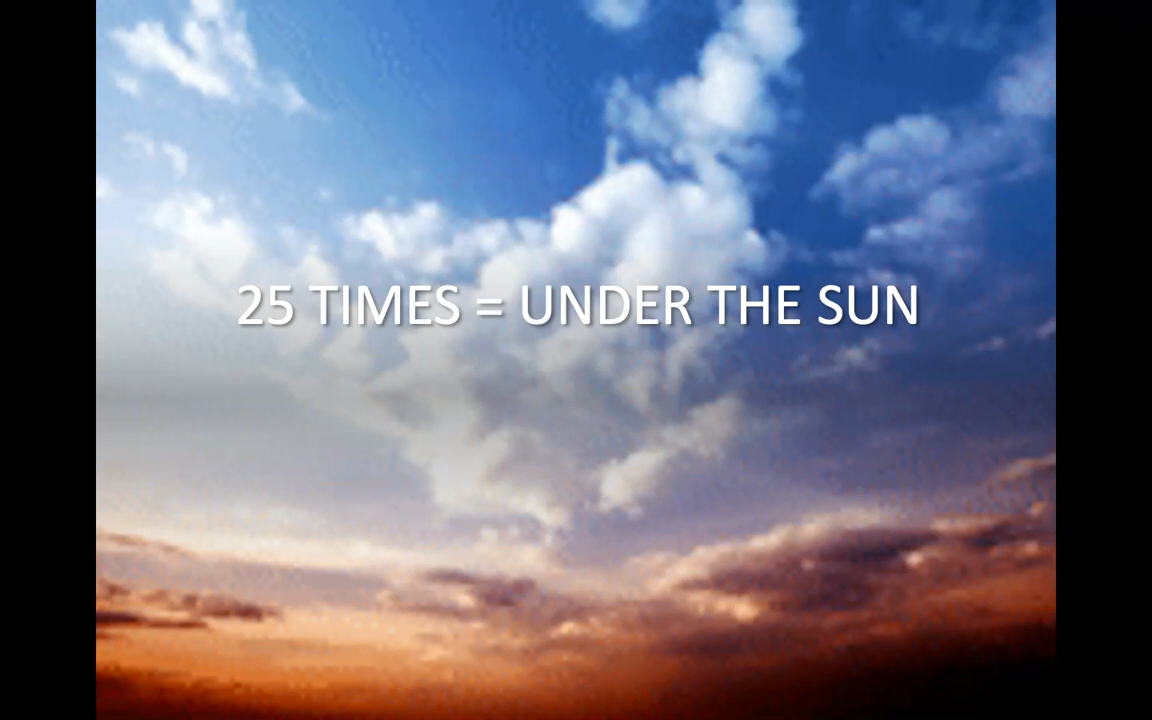 25 TIMES = UNDER THE SUN